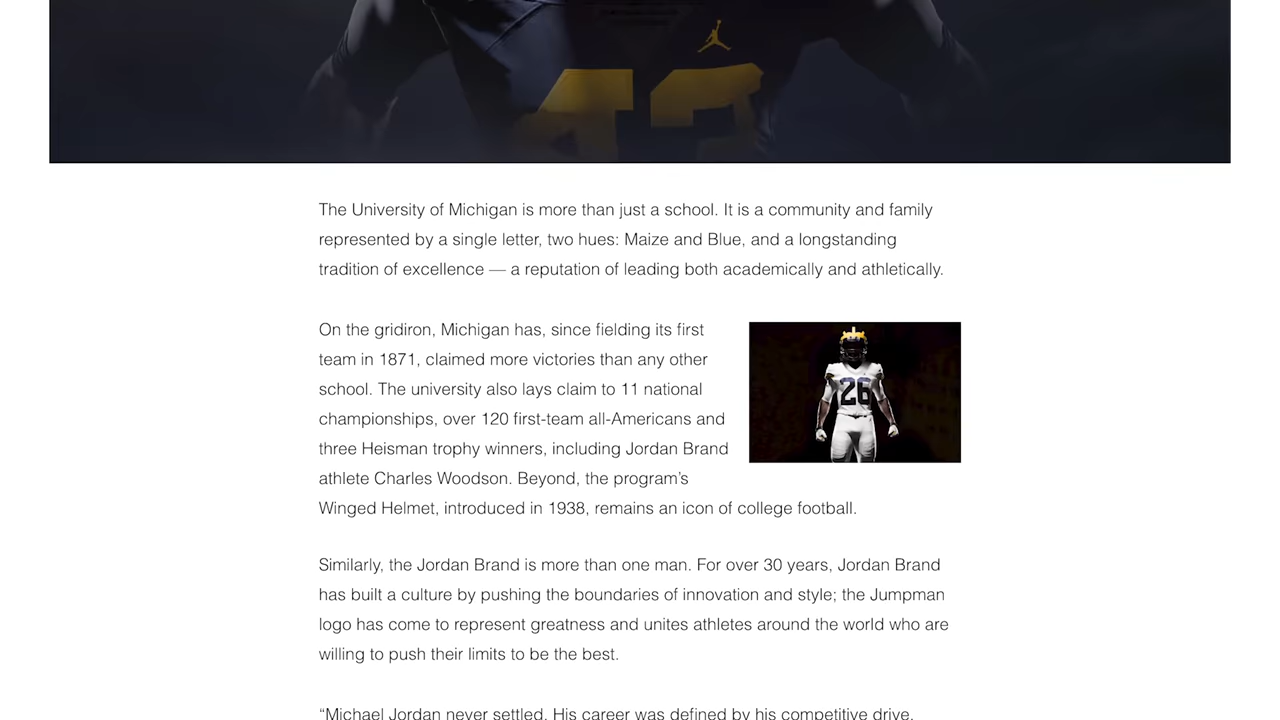 43
The University of Michigan is more than just a school. It is a community and family
represented by a single letter, two hues: Maize and Blue, and a longstanding
tradition of excellence — a reputation of leading both academically and athletically.
On the gridiron, Michigan has, since fielding its first
team in 1871, claimed more victories than any other
school. The university also lays claim to 11 national
championships, over 120 first-team all-Americans and
three Heisman trophy winners, including Jordan Brand
athlete Charles Woodson. Beyond, the program’s
Winged Helmet, introduced in 1938, remains an icon of college football.
26
Similarly, the Jordan Brand is more than one man. For over 30 years, Jordan Brand
has built a culture by pushing the boundaries of innovation and style; the Jumpman
logo has come to represent greatness and unites athletes around the world who are
willing to push their limits to be the best.
“Michael Jordan never settled. His career was defined by his competitive drive,